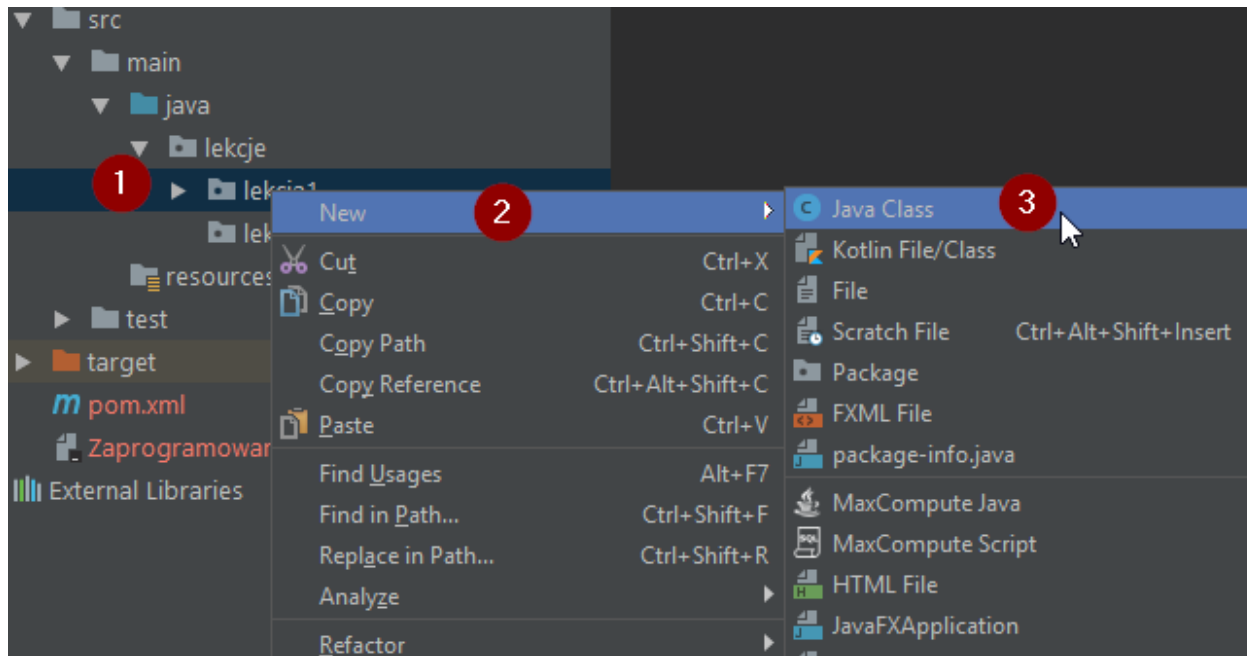 src
main
java
lekcje
1
New
2
Java Class
3
Cut Ctrl+X
Kotlin File/Class
resources
Copy Ctrl+C
File
test
Copy Path Ctrl+Shift+C
Scratch File Ctrl+Alt+Shift+Insert
target
Copy Reference Ctrl+Alt+Shift+C
Package
pom.xml
Paste Ctrl+V
FXML File
Zaprogramowan
package-info.java
External Libraries
Find Usages Alt+F7
MaxCompute Java
Find in Path... Ctrl+Shift+F
MaxCompute Script
Replace in Path... Ctrl+Shift+R
HTML File
Analyze
JavaFXApplication
Refactor